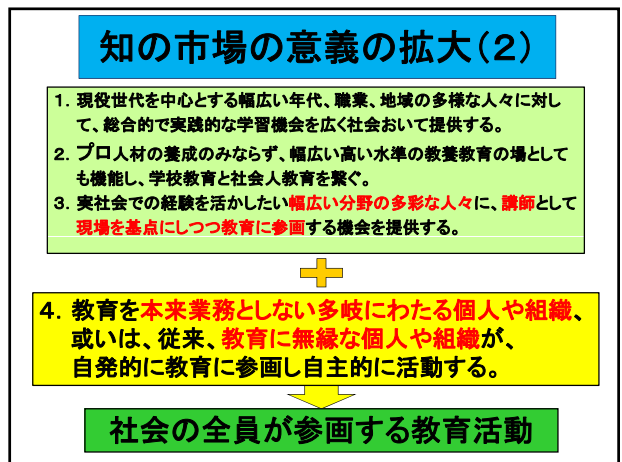 知の市場の意義の拡大(2)
1. 現役世代を中心とする幅広い年代、職業、地域の多様な人々に対し
て、総合的で実践的な学習機会を広く社会おいて提供する。
2. プロ人材の養成のみならず、幅広い高い水準の教養教育の場として
も機能し、学校教育と社会人教育を繋ぐ。
3. 実社会での経験を活かしたい幅広い分野の多彩な人々に、講師として
現場を基点にしつつ教育に参画する機会を提供する。
4. 教育を本来業務としない多岐にわたる個人や組織、
或いは、従来、教育に無縁な個人や組織が、
自発的に教育に参画し自主的に活動する。
社会の全員が参画する教育活動